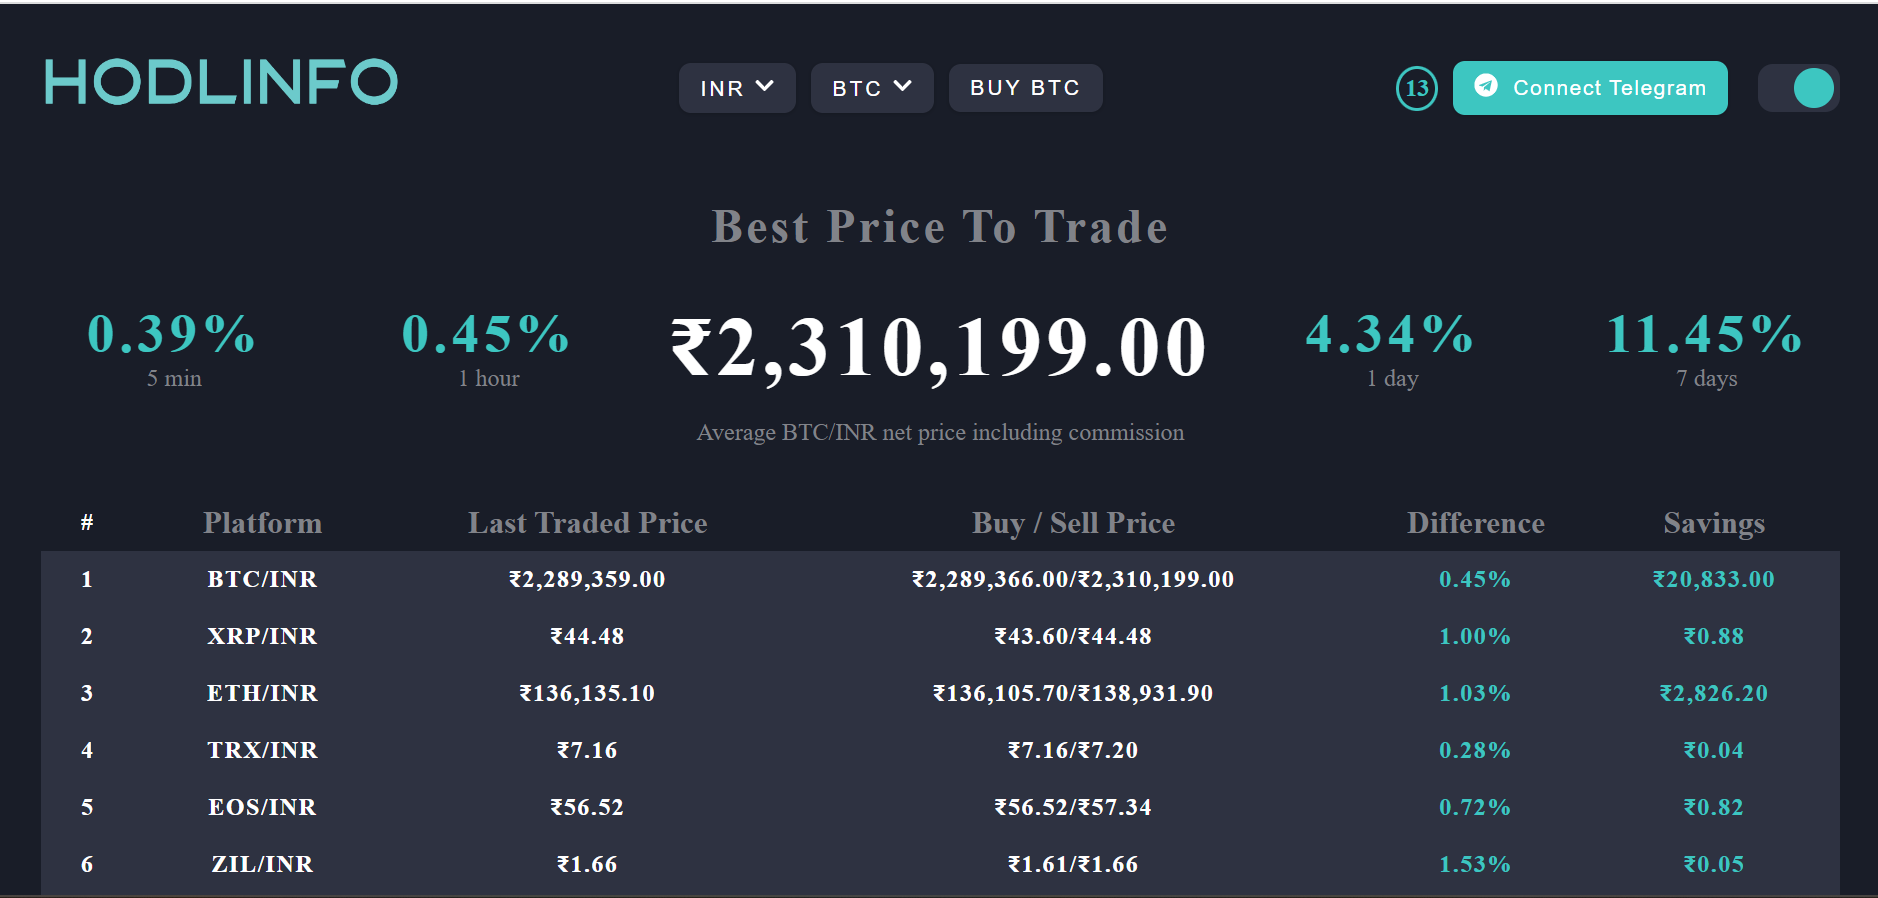 HODLINFO
INR BTC BUY BTC 13 Connect Telegram
Best Price To Trade
0.39% 0.45% ₹2,310,199.00 4.34% 11.45%
5 min 1 hour 1 day 7 days
Average BTC/INR net price including commission
# Platform Last Traded Price Buy / Sell Price Difference Savings
1 BTC/INR ₹2,289,359.00 ₹2,289,366.00/₹2,310,199.00 0.45% ₹20,833.00
2 XRP/INR ₹44.48 ₹43.60/₹44.48 1.00% ₹0.88
3 ETH/INR ₹136,135.10 ₹136,105.70/₹138,931.90 1.03% ₹2,826.20
4 TRX/INR ₹7.16 ₹7.16/₹7.20 0.28% ₹0.04
5 EOS/INR ₹56.52 ₹56.52/₹57.34 0.72% ₹0.82
6 ZIL/INR ₹1.66 ₹1.61/₹1.66 1.53% ₹0.05